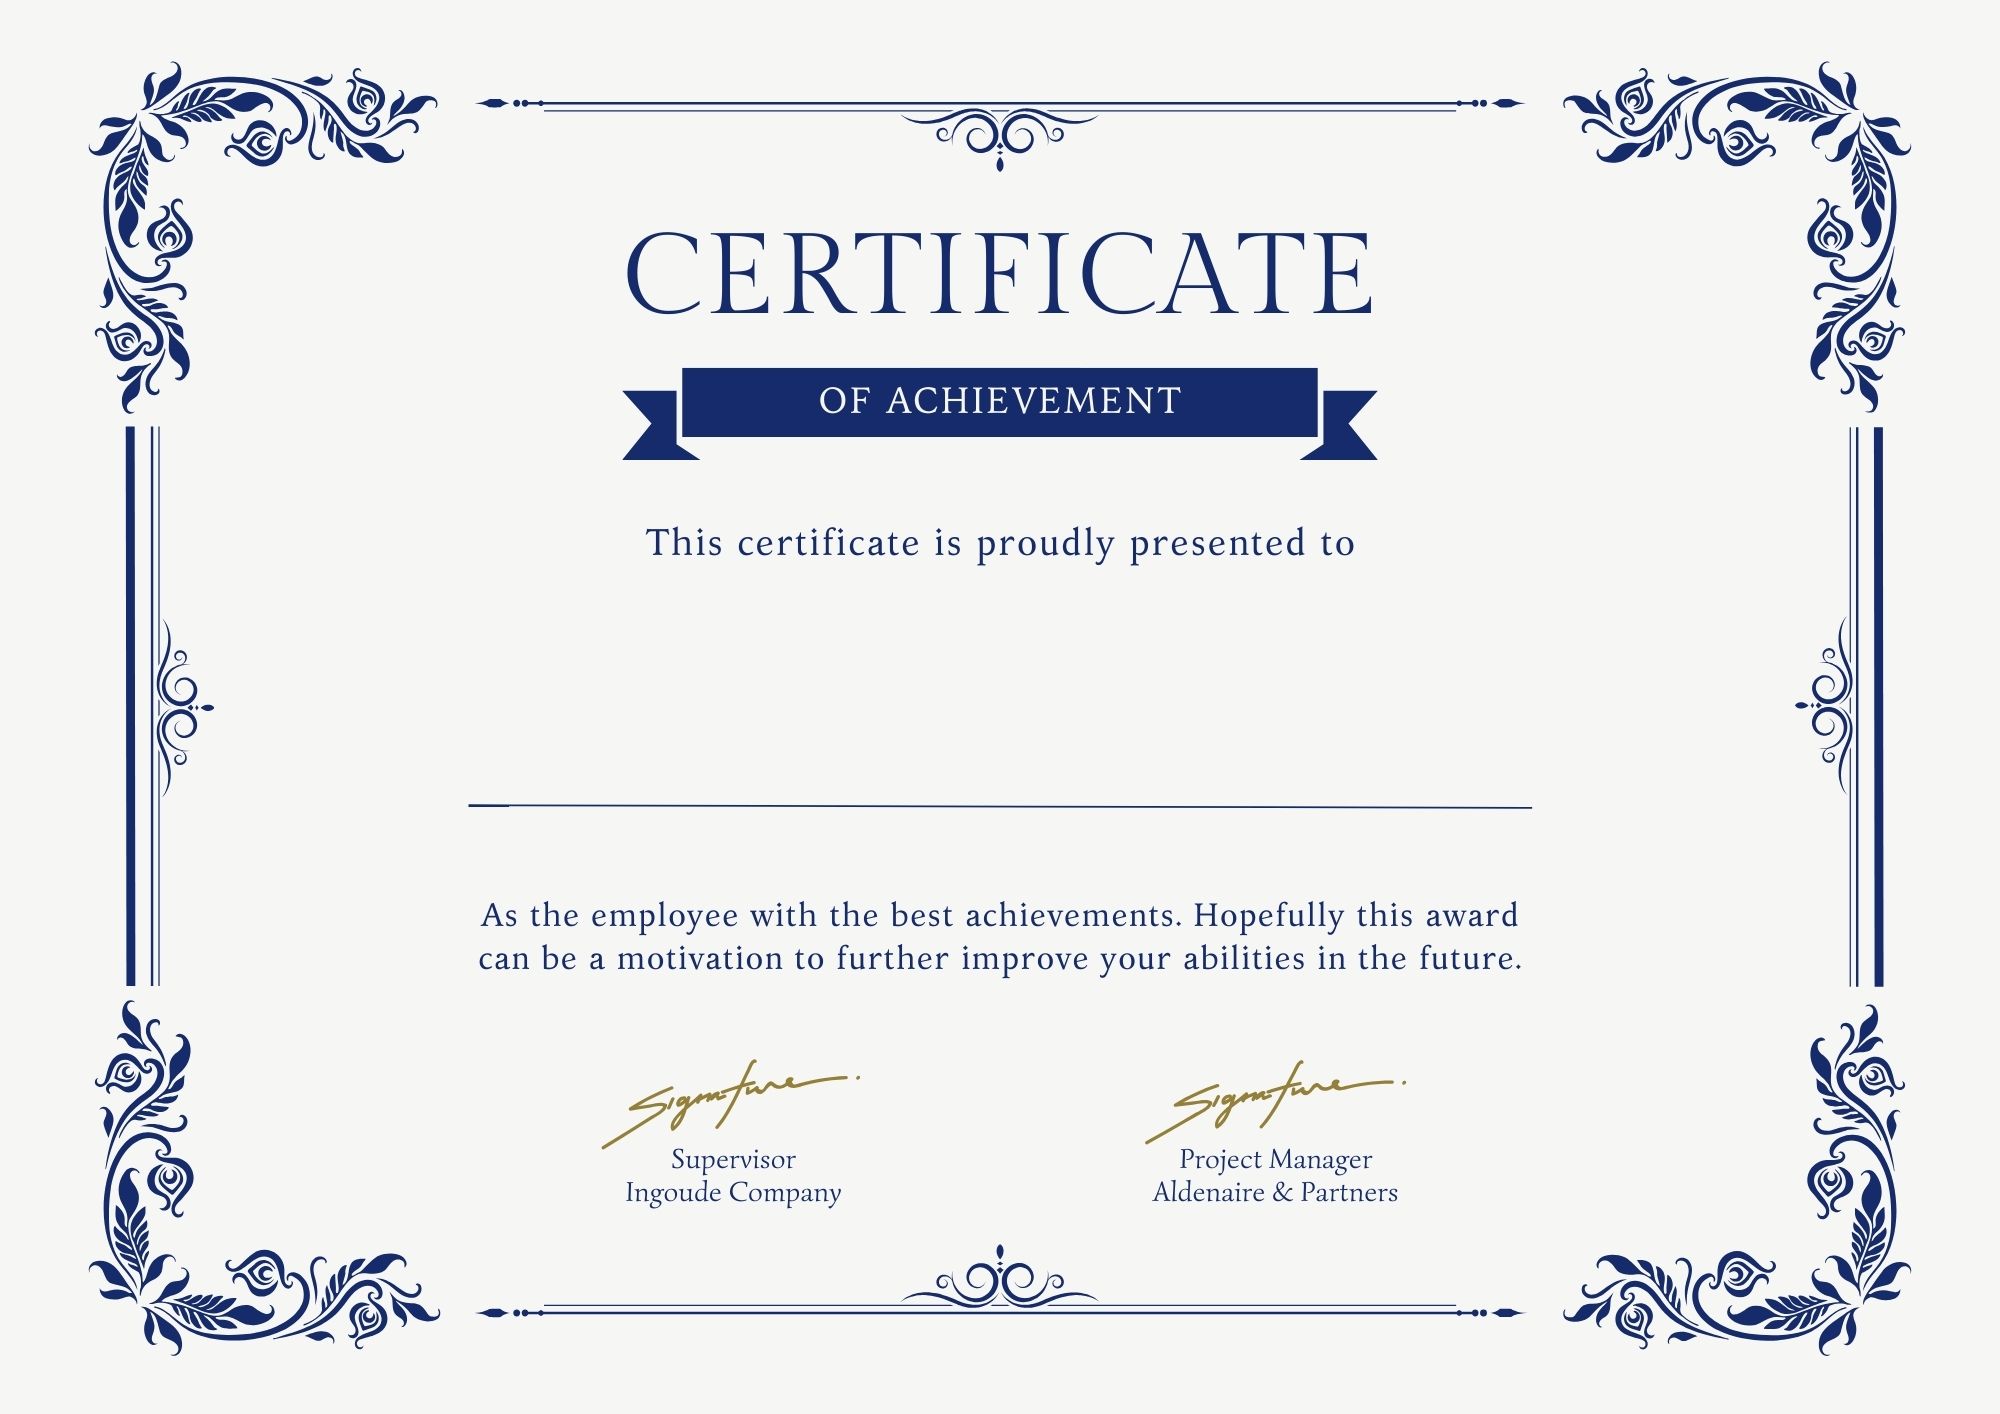 CERTIFICATE
OF ACHIEVEMENT
This certificate is proudly presented to
As the employee with the best achievements. Hopefully this award
can be a motivation to further improve your abilities in the future.
Signature
Signature
Supervisor
Project Manager
Ingoude Company
Aldenaire & Partners